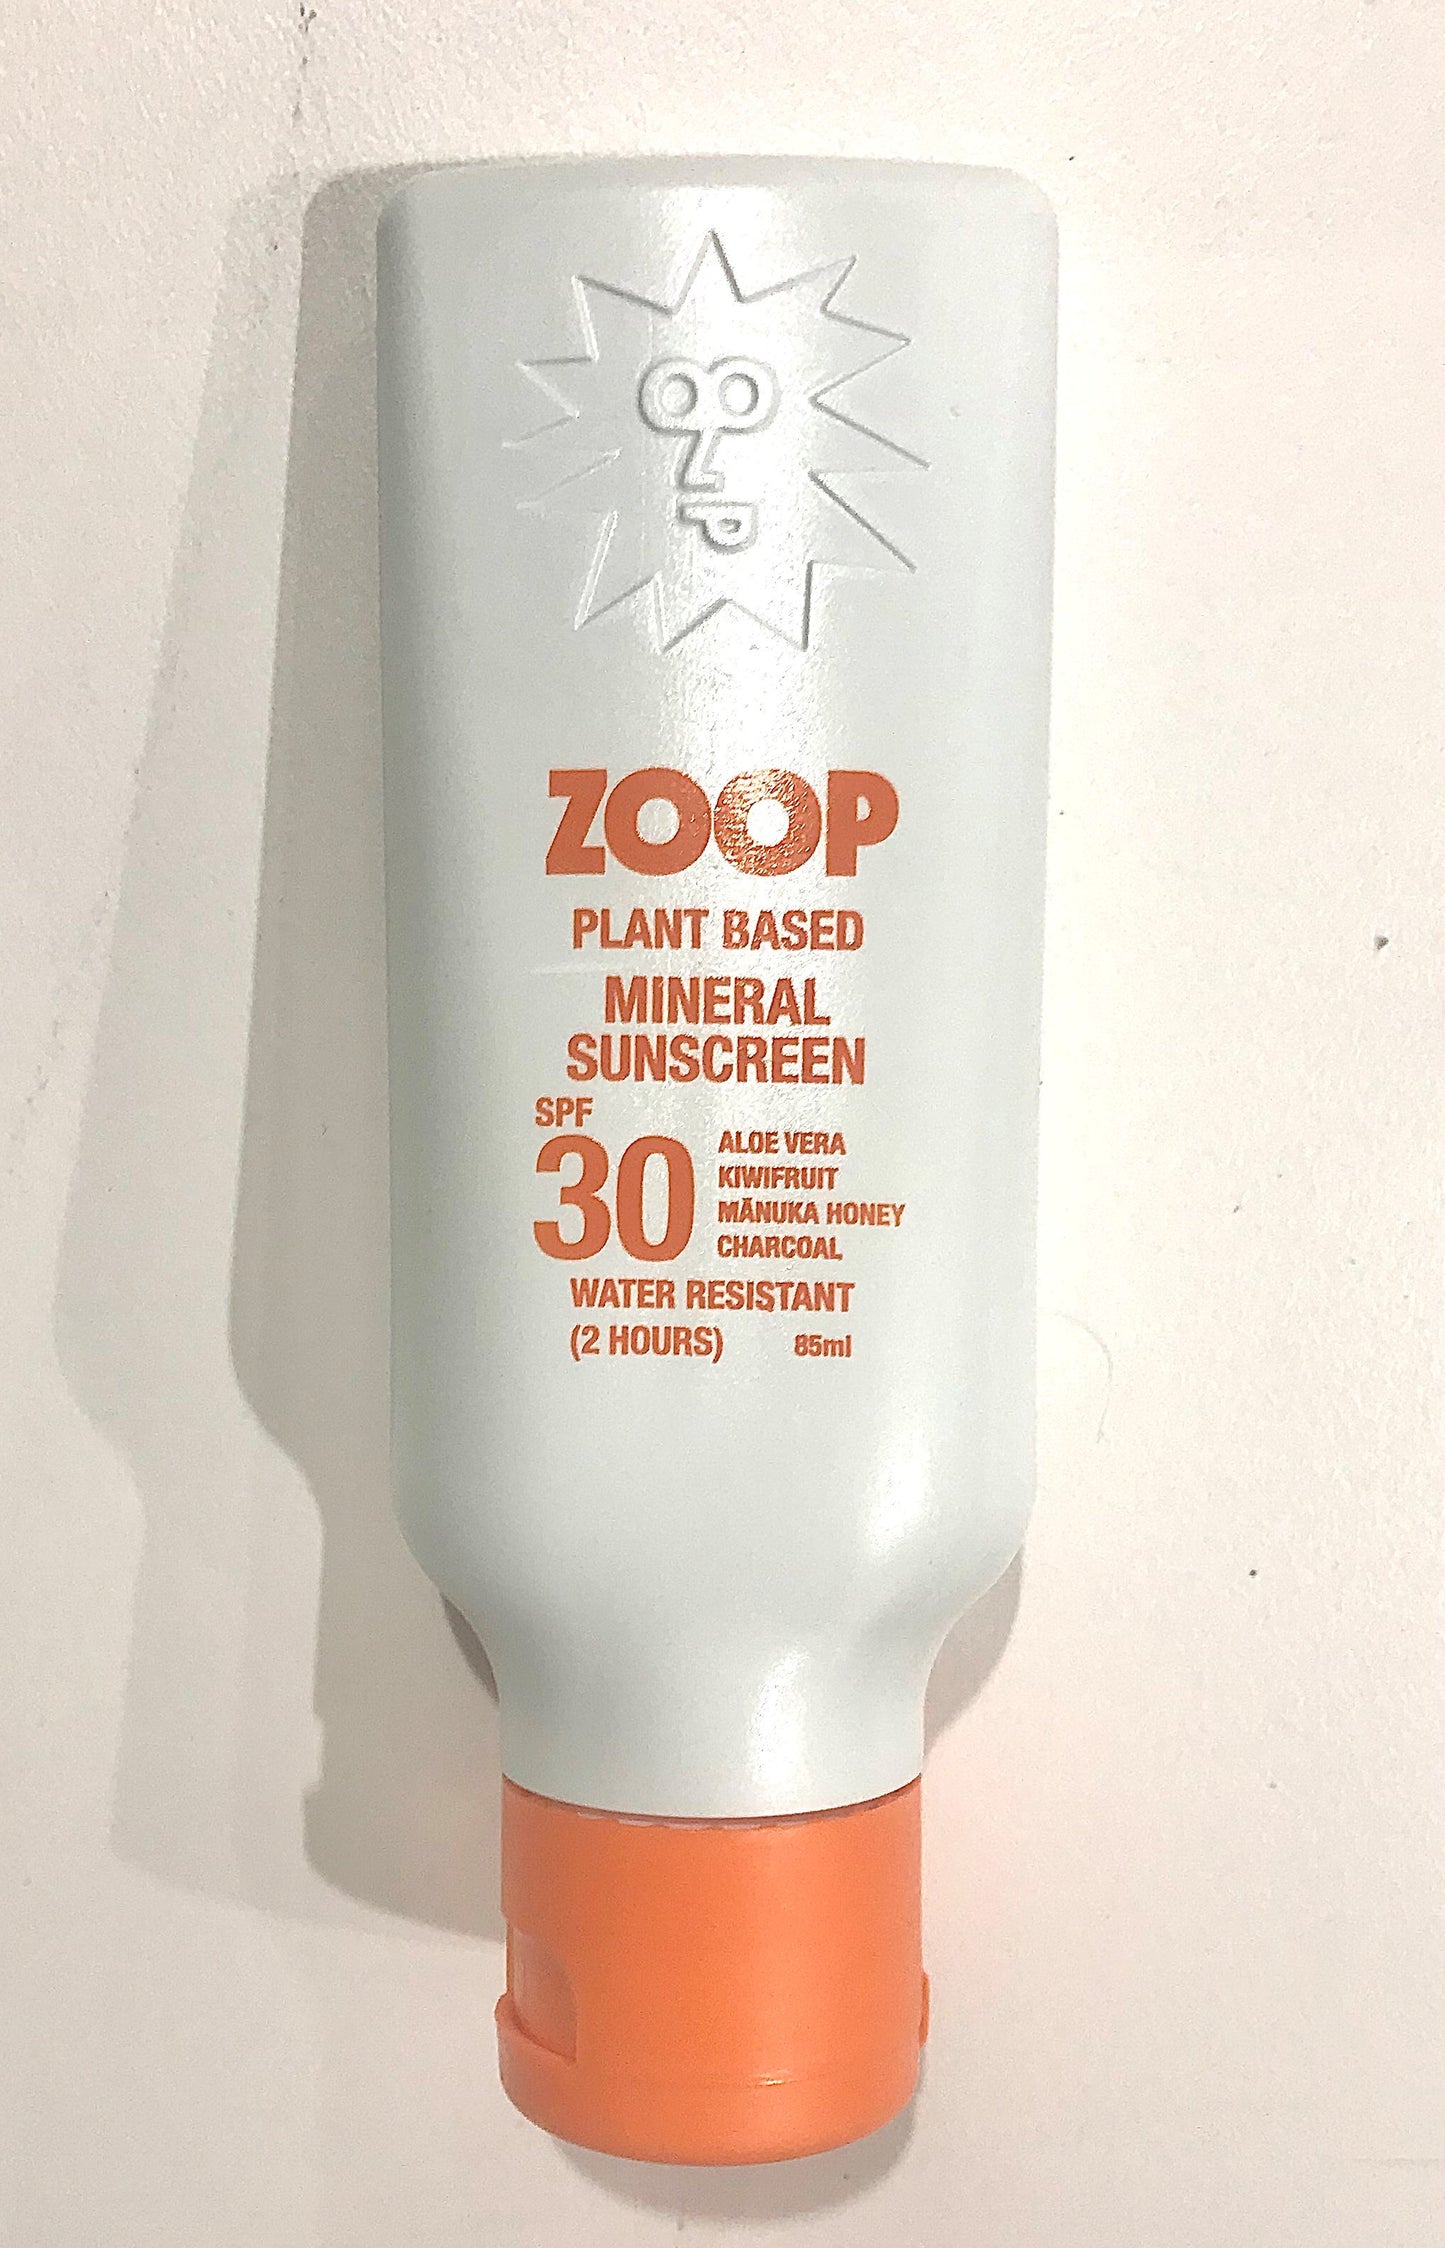 ZOOP
PLANT BASED
MINERAL
SUNSCREEN
SPF
30
ALOE VERA
KIWIFRUIT
MĀNUKA HONEY
CHARCOAL
WATER RESISTANT
(2 HOURS) 85ml